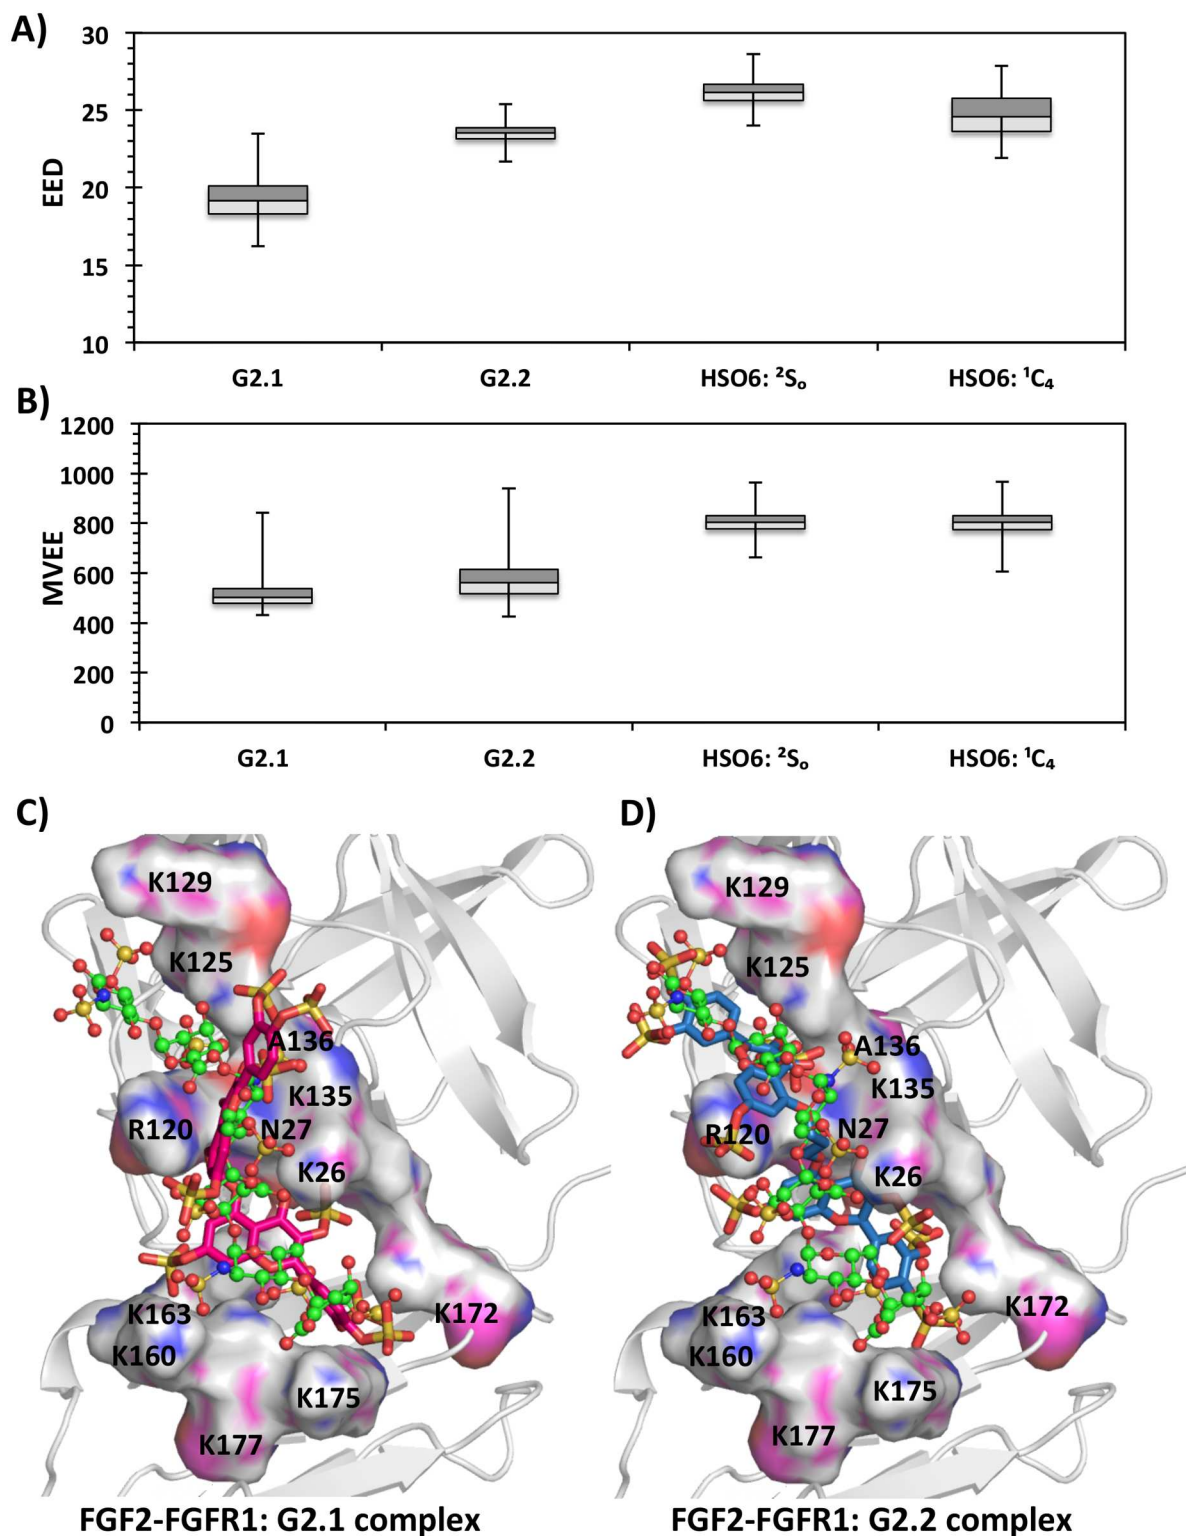 A)
EED
30
25
20
15
10
G2.1 G2.2 HSO6: ²Sₒ HSO6: ¹C₄
B)
MVEE
1200
1000
800
600
400
200
0
G2.1 G2.2 HSO6: ²Sₒ HSO6: ¹C₄
C)
K129
K125
A136
K135
R120 N27
K26
K163 K172
K160
K175
K177
FGF2-FGFR1: G2.1 complex
D)
K129
K125
A136
K135
R120 N27
K26
K163 K172
K160
K175
K177
FGF2-FGFR1: G2.2 complex